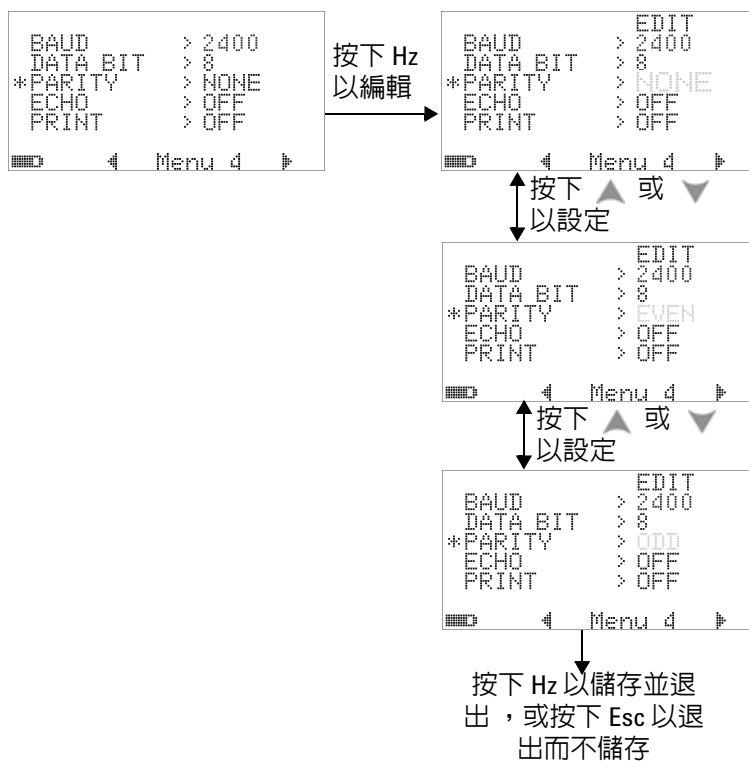 BAUD > 2400
DATA BIT > 8
*PARITY > NONE
ECHO > OFF
PRINT > OFF
Menu 4
按下 Hz
以編輯
EDIT
BAUD > 2400
DATA BIT > 8
*PARITY > NONE
ECHO > OFF
PRINT > OFF
Menu 4
按下 ▲ 或 ▼
以設定
EDIT
BAUD > 2400
DATA BIT > 8
*PARITY > EVEN
ECHO > OFF
PRINT > OFF
Menu 4
按下 ▲ 或 ▼
以設定
EDIT
BAUD > 2400
DATA BIT > 8
*PARITY > ODD
ECHO > OFF
PRINT > OFF
Menu 4
按下 Hz 以儲存並退
出 ，或按下 Esc 以退
出而不儲存